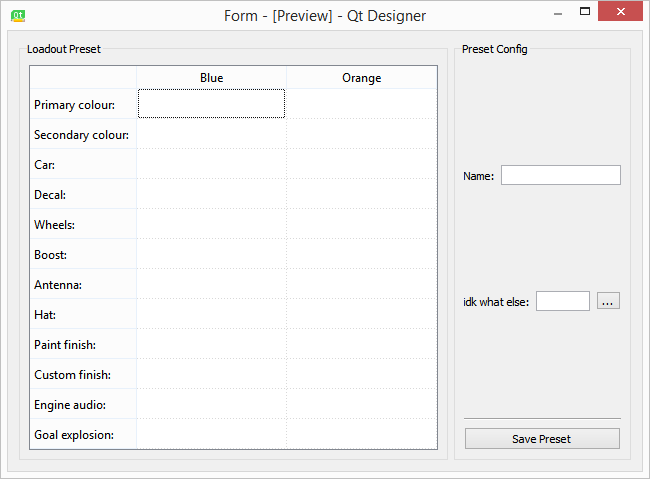 Qt
Form - [Preview] - Qt Designer
Loadout Preset
Blue Orange
Primary colour:
Secondary colour:
Car:
Decal:
Wheels:
Boost:
Antenna:
Hat:
Paint finish:
Custom finish:
Engine audio:
Goal explosion:
Preset Config
Name:
idk what else: ...
Save Preset